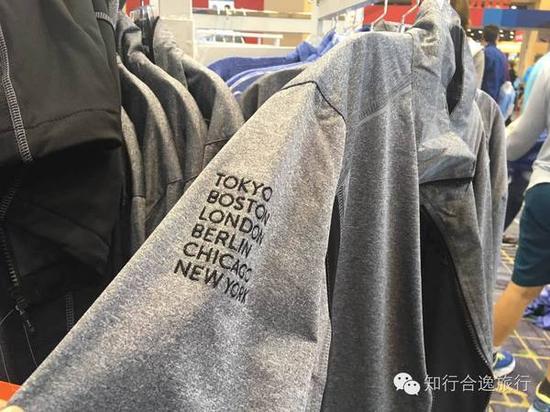 TOKYO
BOSTON
LONDON
BERLIN
CHICAGO
NEW YORK
知行合逸旅行